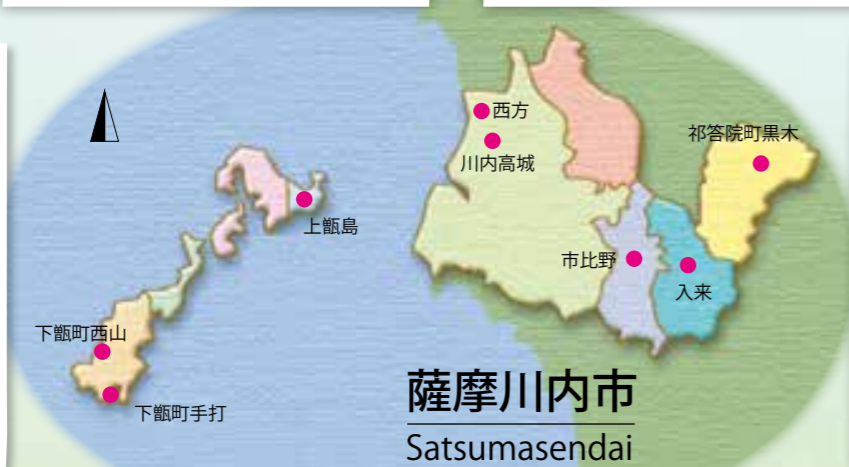 西方
川内高城
祁答院町黒木
上甑島
市比野
入来
下甑町西山
下甑町手打
薩摩川内市
Satsumasendai